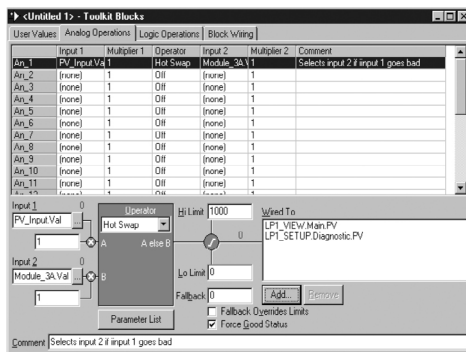 <Untitled 1> - Toolkit Blocks
User Values Analog Operations Logic Operations Block Wiring
Input 1 Multiplier 1 Operator Input 2 Multiplier 2 Comment
An_1 PV_Input.Va 1 Hot Swap Module_3A.V 1 Selects input 2 if iinput 1 goes bad
An_2 (none) 1 Off (none) 1
An_3 (none) 1 Off (none) 1
An_4 (none) 1 Off (none) 1
An_5 (none) 1 Off (none) 1
An_6 (none) 1 Off (none) 1
An_7 (none) 1 Off (none) 1
An_8 (none) 1 Off (none) 1
An_9 (none) 1 Off (none) 1
An_10 (none) 1 Off (none) 1
An_11 (none) 1 Off (none) 1
Input 1 0 Operator Hi Limit 1000 Wired To
PV_Input.Val ... Hot Swap LP1_VIEW.Main.PV
LP1_SETUP.Diagnostic.PV
1 A A else B 0
Input 2 0
Module_3A.Val ... B Lo Limit 0
1 Fallback 0 Add... Remove
Parameter List Fallback Overrides Limits
Force Good Status
Comment Selects input 2 if iinput 1 goes bad